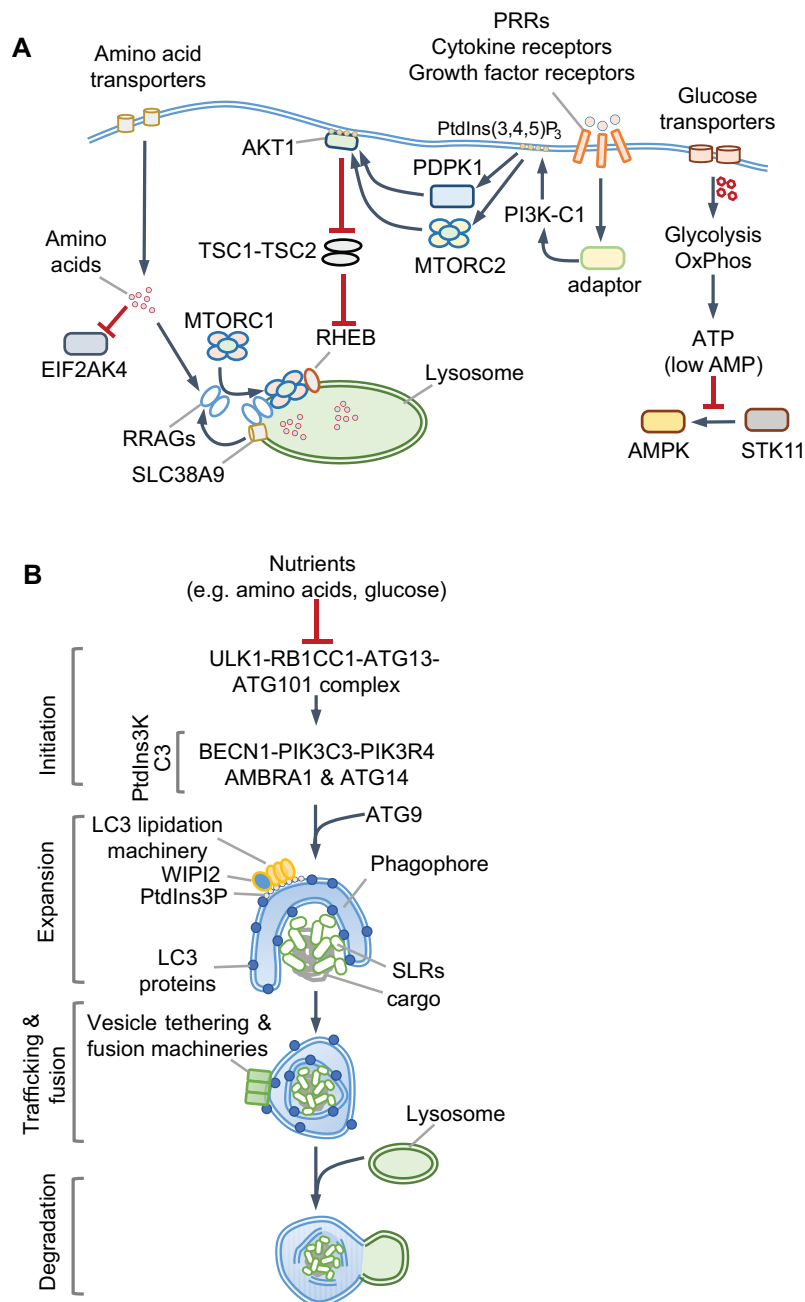 A
Amino acid
transporters
PRRs
Cytokine receptors
Growth factor receptors
Glucose
transporters
PtdIns(3,4,5)P3
AKT1
PDPK1
PI3K-C1
MTORC2
adaptor
TSC1-TSC2
Glycolysis
OxPhos
Amino
acids
EIF2AK4
MTORC1
RHEB
Lysosome
ATP
(low AMP)
RRAGs
SLC38A9
AMPK
STK11
B
Nutrients
(e.g. amino acids, glucose)
Initiation
ULK1-RB1CC1-ATG13-
ATG101 complex
PtdIns3K
C3
BECN1-PIK3C3-PIK3R4
AMBRA1 & ATG14
ATG9
Expansion
LC3 lipidation
machinery
WIPI2
PtdIns3P
Phagophore
LC3
proteins
SLRs
cargo
Trafficking &
fusion
Vesicle tethering &
fusion machineries
Lysosome
Degradation